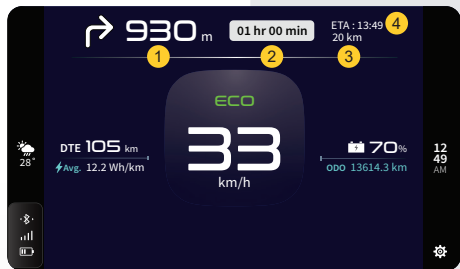 930 m
01 hr 00 min
ETA : 13:49
20 km
4
1
2
3
ECO
33
km/h
DTE 105 km
Avg. 12.2 Wh/km
70%
ODO 13614.3 km
28°
12
49
AM